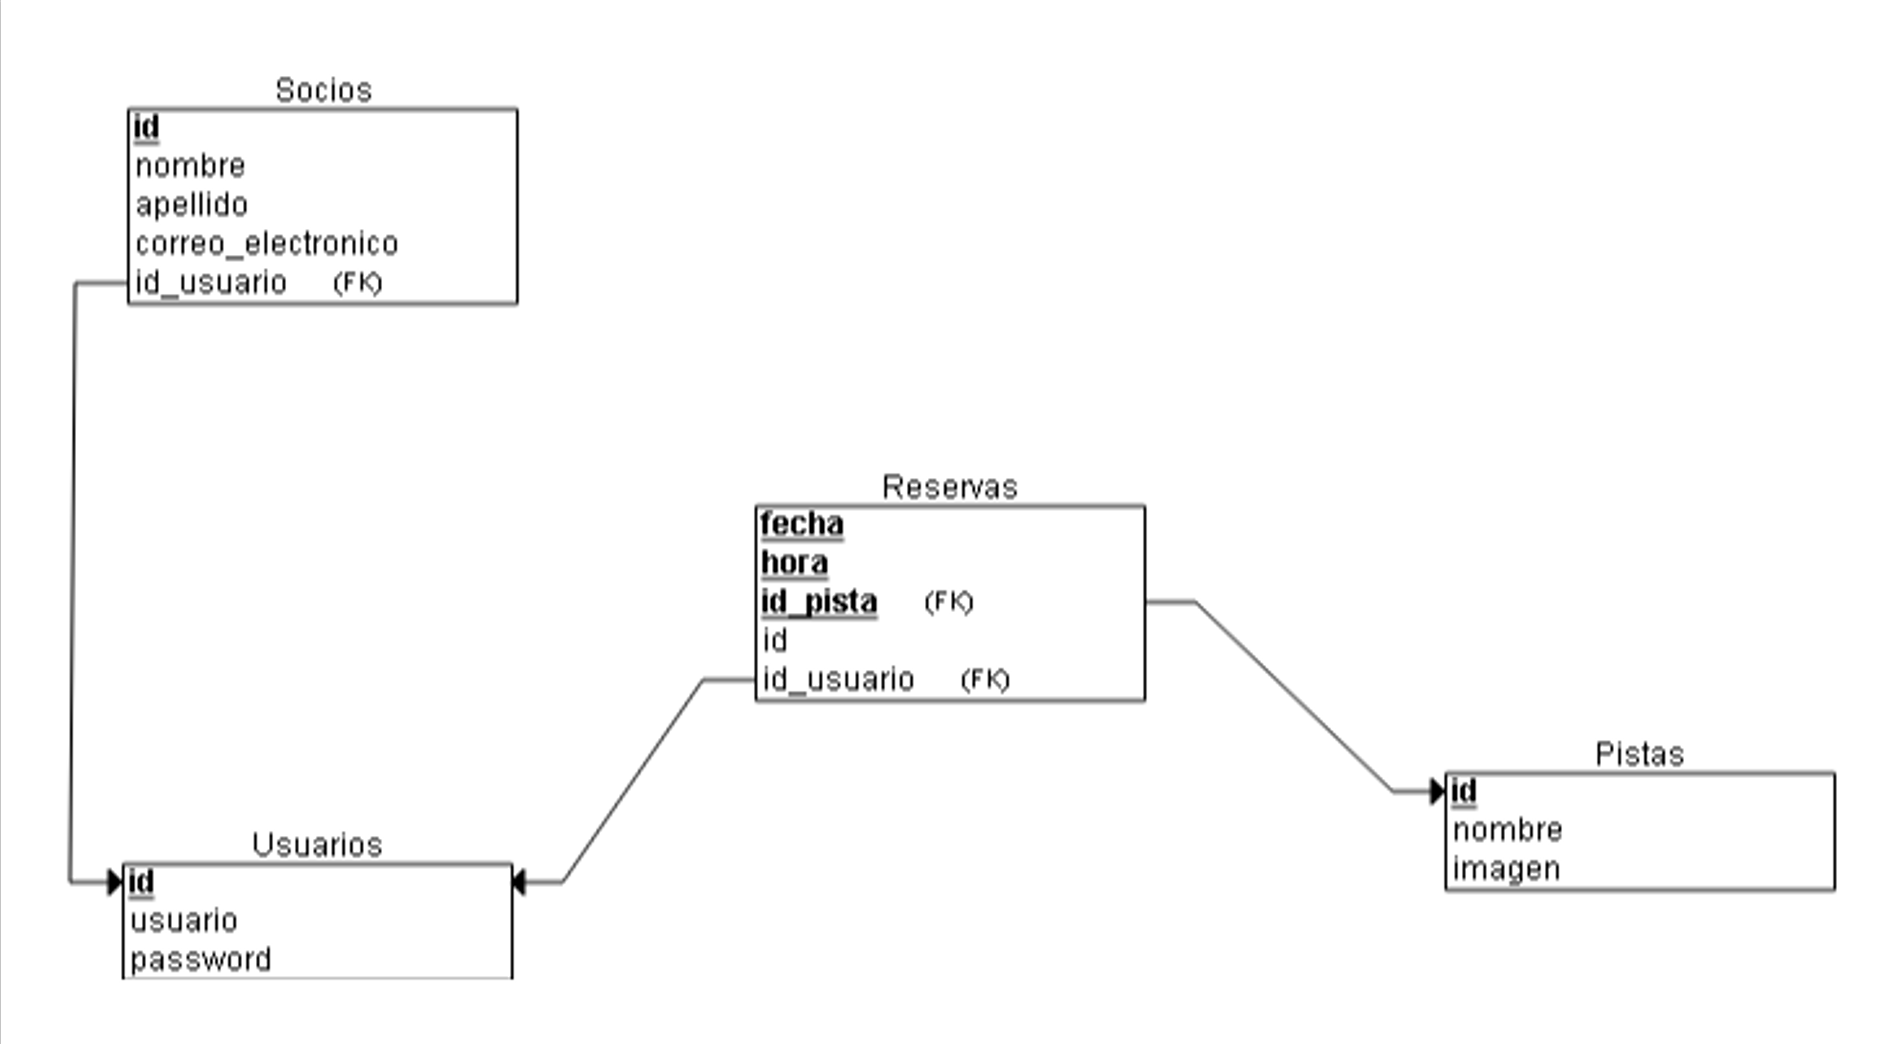 Socios
id
nombre
apellido
correo_electronico
id_usuario (FK)
Reservas
fecha
hora
id_pista (FK)
id
id_usuario (FK)
Pistas
id
nombre
imagen
Usuarios
id
usuario
password